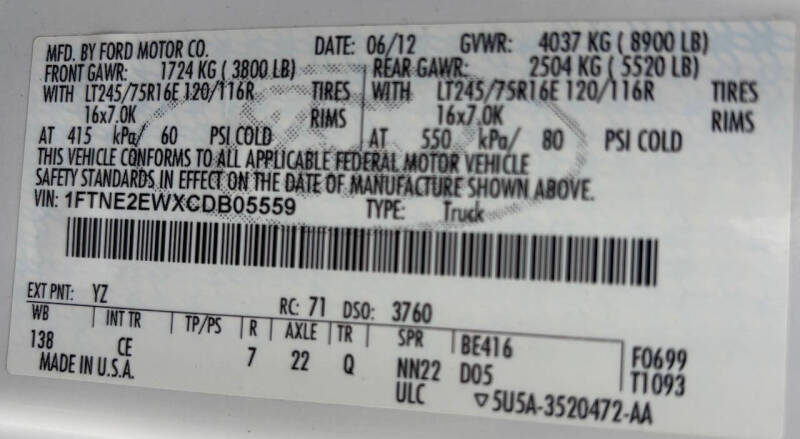 MFD. BY FORD MOTOR CO. DATE: 06/12 GVWR: 4037 KG ( 8900 LB)
FRONT GAWR: 1724 KG ( 3800 LB) REAR GAWR: 2504 KG ( 5520 LB)
WITH LT245/75R16E 120/116R TIRES WITH LT245/75R16E 120/116R TIRES
16x7.0K RIMS 16x7.0K RIMS
AT 415 kPa/ 60 PSI COLD AT 550 kPa/ 80 PSI COLD
THIS VEHICLE CONFORMS TO ALL APPLICABLE FEDERAL MOTOR VEHICLE
SAFETY STANDARDS IN EFFECT ON THE DATE OF MANUFACTURE SHOWN ABOVE.
VIN: 1FTNE2EWXCDB05559 TYPE: Truck
EXT PNT: YZ RC: 71 DSO: 3760
WB INT TR TP/PS R AXLE TR SPR BE416 F0699
138 CE 7 22 Q NN22 D05 T1093
MADE IN U.S.A. ULC ▽5U5A-3520472-AA